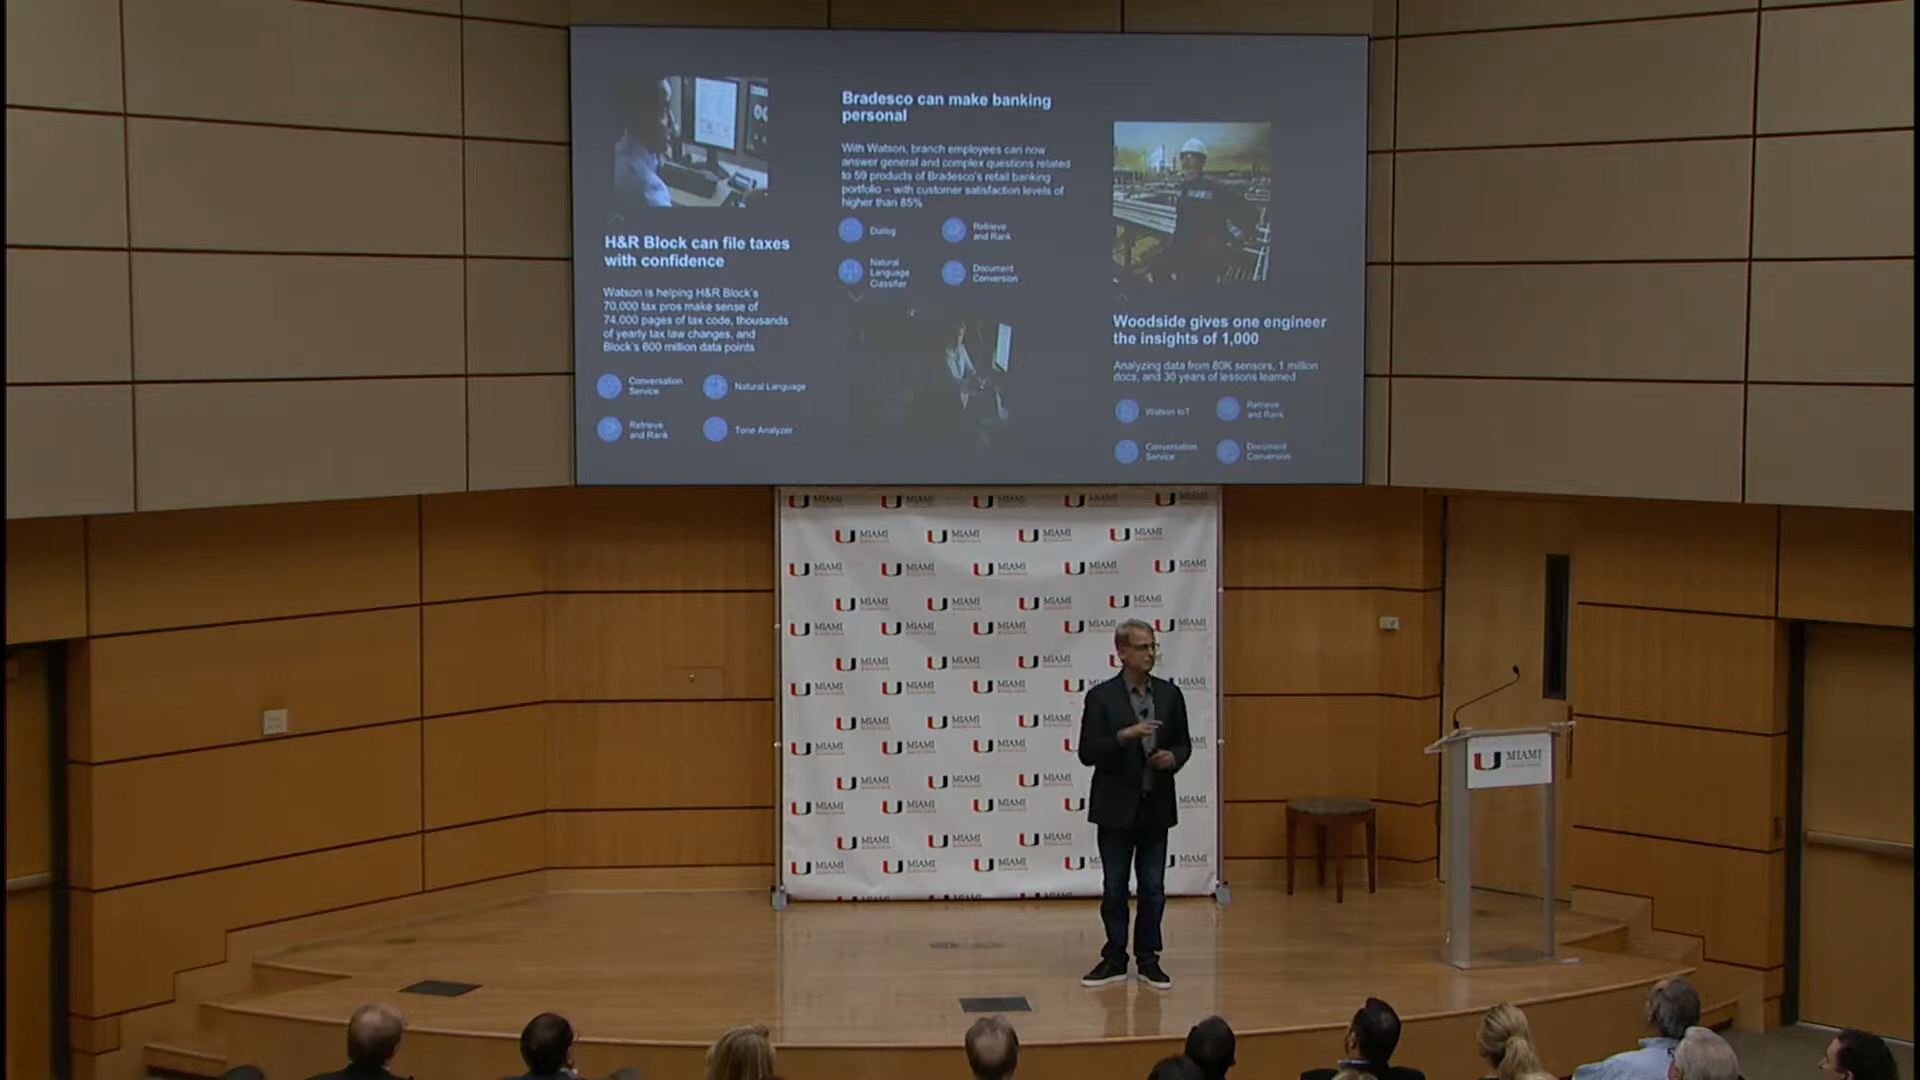 H&R Block can file taxes
with confidence
Watson is helping H&R Block's
70,000 tax pros make sense of
74,000 pages of tax code, thousands
of yearly tax law changes, and
Block's 600 million data points
Conversation
Service
Natural Language
Retrieve
and Rank
Tone Analyzer
Bradesco can make banking
personal
With Watson, branch employees can now
answer general and complex questions related
to 59 products of Bradesco's retail banking
portfolio – with customer satisfaction levels of
higher than 85%
Dialog
Retrieve
and Rank
Natural
Language
Classifier
Document
Conversion
Woodside gives one engineer
the insights of 1,000
Analyzing data from 80K sensors, 1 million
docs, and 30 years of lessons learned
Watson IoT
Retrieve
and Rank
Conversation
Service
Document
Conversion
U MIAMI
U MIAMI